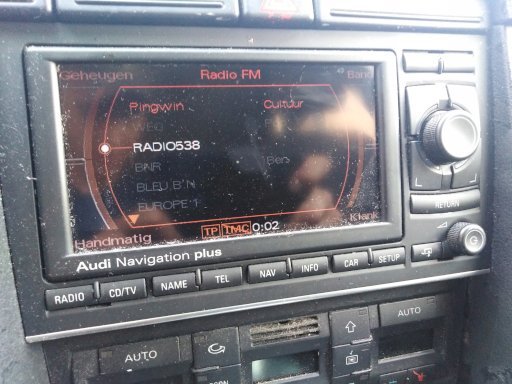 Geheugen Radio FM Band
Pingwin Cultuur
WEQ
RADIO538
BNR Ben
BLEU B'N
EUROPE 1
TP TMC 0:02
Handmatig Klank
Audi Navigation plus
RETURN
RADIO CD/TV NAME TEL NAV INFO CAR SETUP
AUTO AUTO